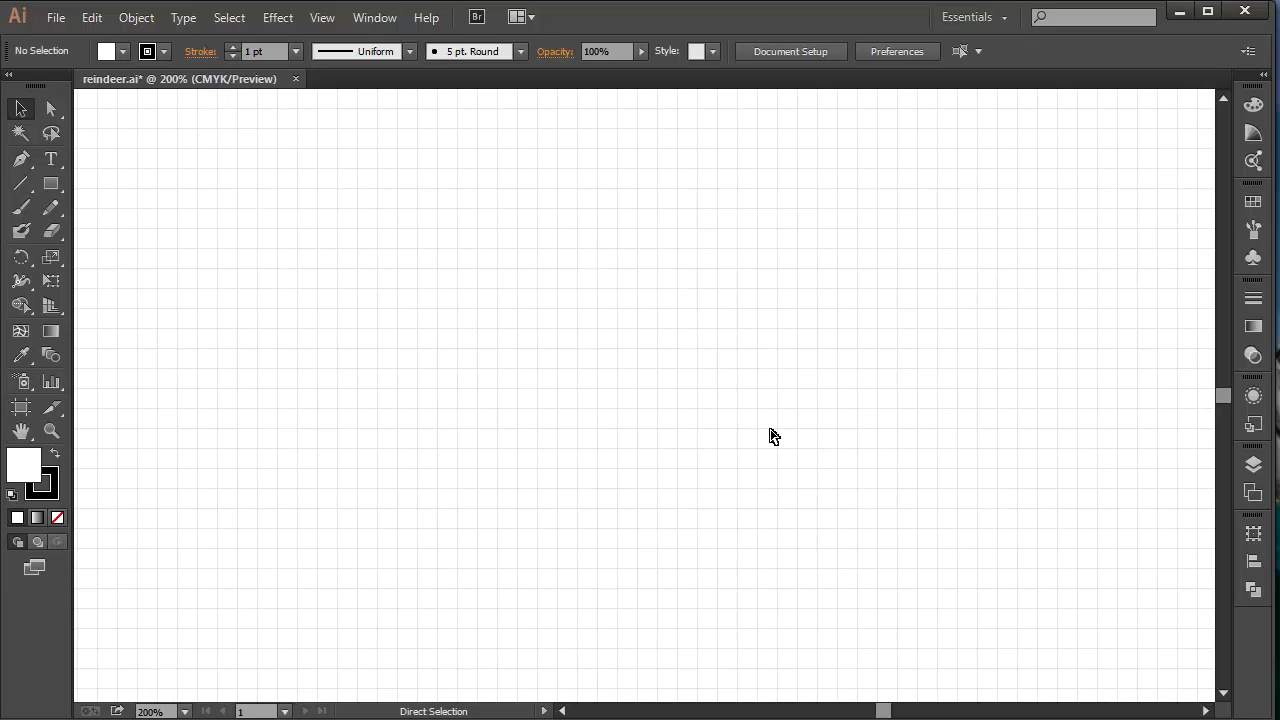 Ai File Edit Object Type Select Effect View Window Help Br Essentials
No Selection Stroke: 1 pt Uniform 5 pt. Round Opacity: 100% Style: Document Setup Preferences
reindeer.ai* @ 200% (CMYK/Preview)
T
200% 1 Direct Selection